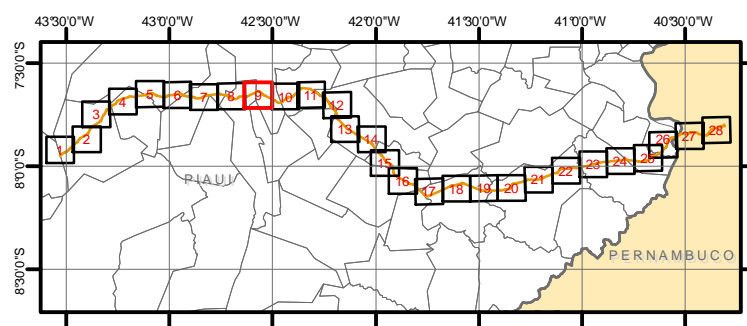 43°30'0"W 43°0'0"W 42°30'0"W 42°0'0"W 41°30'0"W 41°0'0"W 40°30'0"W
7°30'0"S
8°0'0"S
8°30'0"S
1 2 3 4 5 6 7 8 9 10 11 12 13 14 15 16 17 18 19 20 21 22 23 24 25 26 27 28
PIAUI
PERNAMBUCO